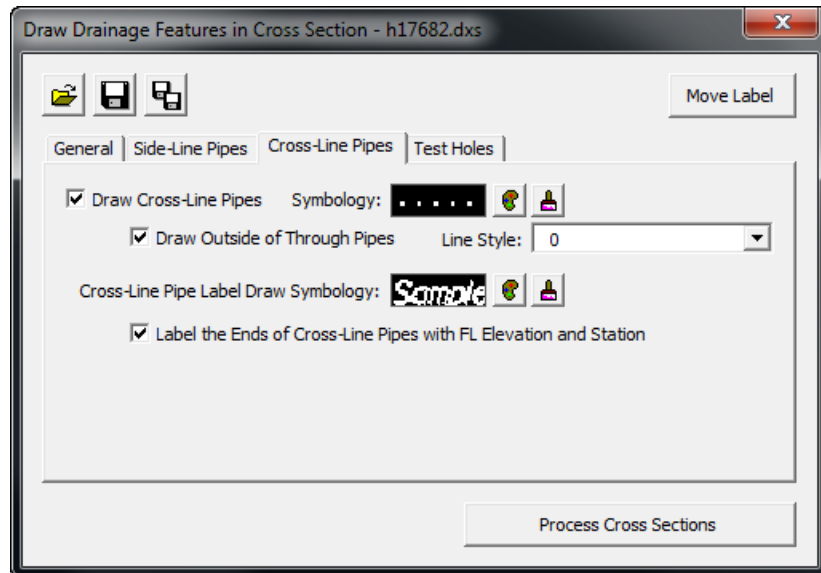 Draw Drainage Features in Cross Section - h17682.dxs
Move Label
General Side-Line Pipes Cross-Line Pipes Test Holes
Draw Cross-Line Pipes Symbology:
Draw Outside of Through Pipes Line Style: 0
Cross-Line Pipe Label Draw Symbology: Sample
Label the Ends of Cross-Line Pipes with FL Elevation and Station
Process Cross Sections